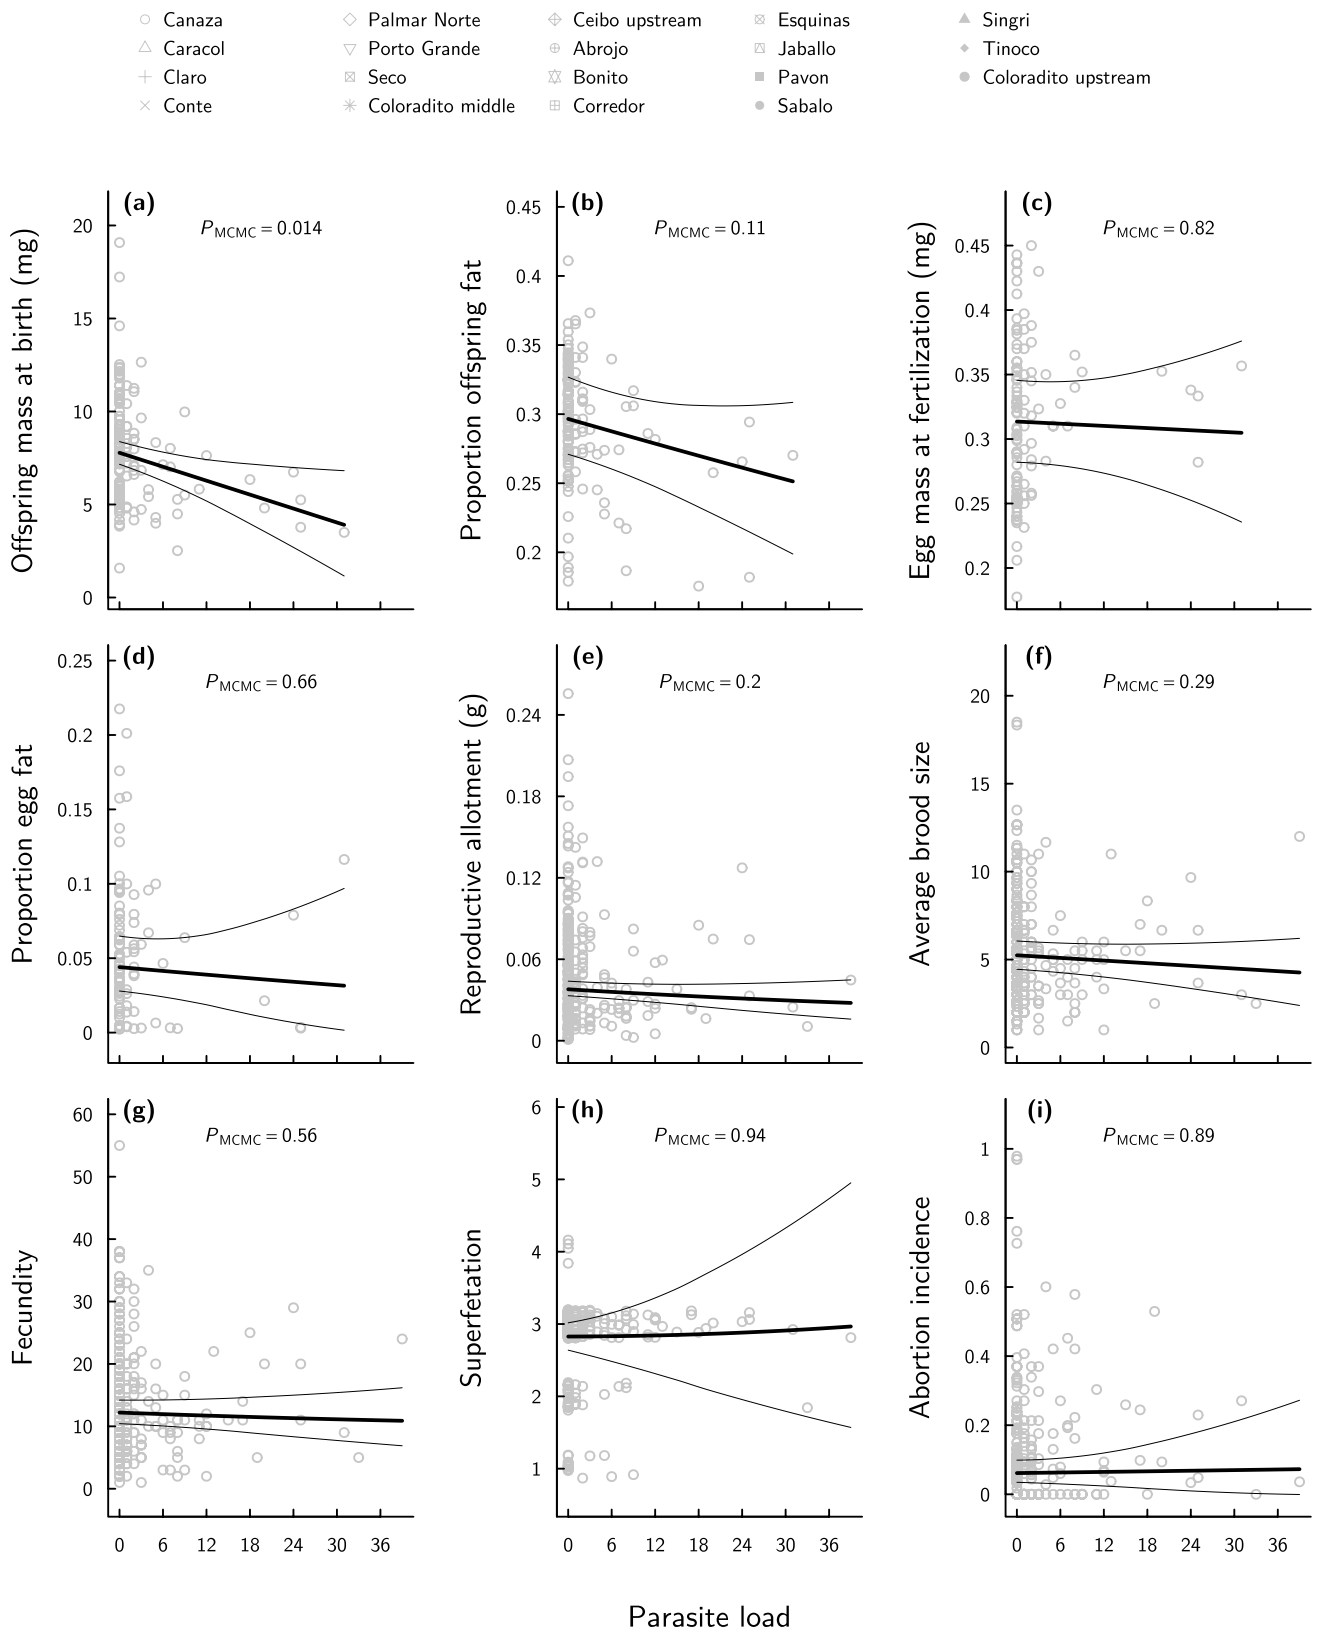 Canaza
Palmar Norte
Ceibo upstream
Esquinas
Singri
Caracol
Porto Grande
Abrojo
Jaballo
Tinoco
Claro
Seco
Bonito
Pavon
Coloradito upstream
Conte
Coloradito middle
Corredor
Sabalo
(a)
P_MCMC = 0.014
Offspring mass at birth (mg)
20
15
10
5
0
(b)
P_MCMC = 0.11
Proportion offspring fat
0.45
0.4
0.35
0.3
0.25
0.2
(c)
P_MCMC = 0.82
Egg mass at fertilization (mg)
0.45
0.4
0.35
0.3
0.25
0.2
(d)
P_MCMC = 0.66
Proportion egg fat
0.25
0.2
0.15
0.1
0.05
0
(e)
P_MCMC = 0.2
Reproductive allotment (g)
0.24
0.18
0.12
0.06
0
(f)
P_MCMC = 0.29
Average brood size
20
15
10
5
0
(g)
P_MCMC = 0.56
Fecundity
60
50
40
30
20
10
0
0 6 12 18 24 30 36
(h)
P_MCMC = 0.94
Superfetation
6
5
4
3
2
1
0 6 12 18 24 30 36
(i)
P_MCMC = 0.89
Abortion incidence
1
0.8
0.6
0.4
0.2
0
0 6 12 18 24 30 36
Parasite load